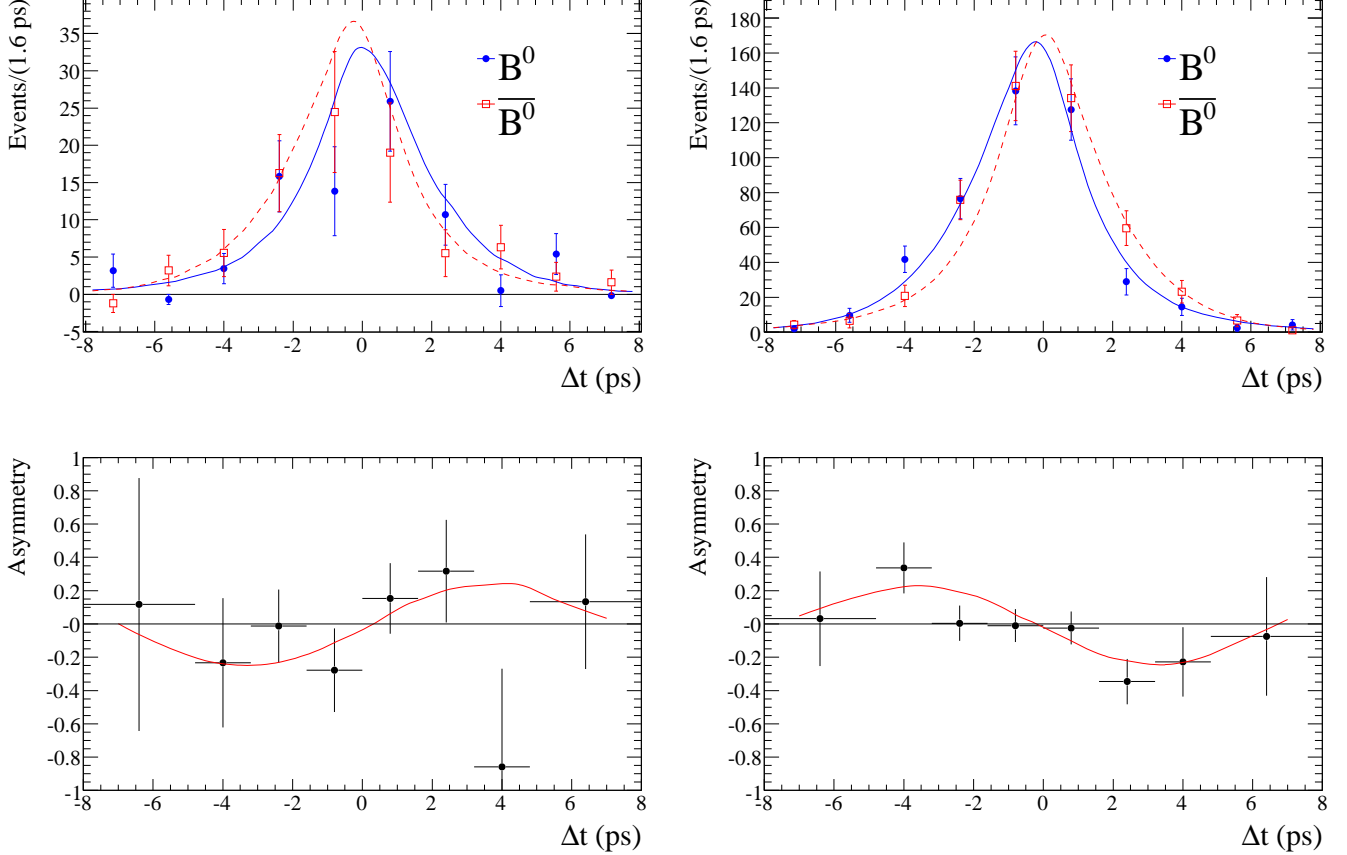 Events/(1.6 ps)
35
30
25
20
15
10
5
0
-5
B⁰
B̅⁰
-8 -6 -4 -2 0 2 4 6 8
Δt (ps)
Events/(1.6 ps)
180
160
140
120
100
80
60
40
20
0
B⁰
B̅⁰
-8 -6 -4 -2 0 2 4 6 8
Δt (ps)
Asymmetry
1
0.8
0.6
0.4
0.2
-0
-0.2
-0.4
-0.6
-0.8
-1
-8 -6 -4 -2 0 2 4 6 8
Δt (ps)
Asymmetry
1
0.8
0.6
0.4
0.2
-0
-0.2
-0.4
-0.6
-0.8
-1
-8 -6 -4 -2 0 2 4 6 8
Δt (ps)